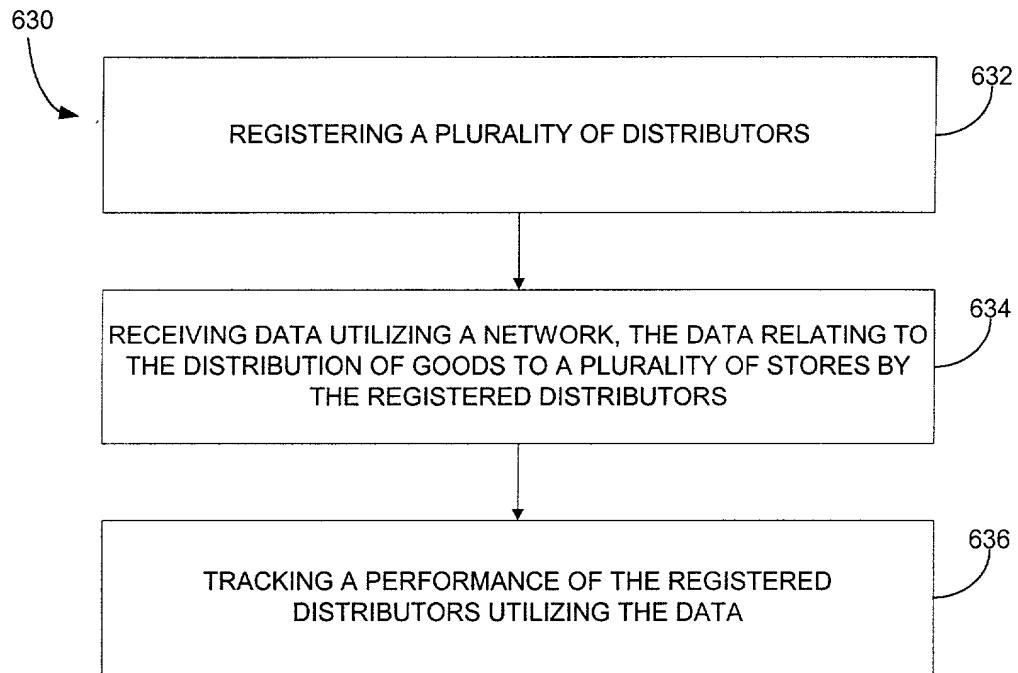 630
632
REGISTERING A PLURALITY OF DISTRIBUTORS
634
RECEIVING DATA UTILIZING A NETWORK, THE DATA RELATING TO
THE DISTRIBUTION OF GOODS TO A PLURALITY OF STORES BY
THE REGISTERED DISTRIBUTORS
636
TRACKING A PERFORMANCE OF THE REGISTERED
DISTRIBUTORS UTILIZING THE DATA